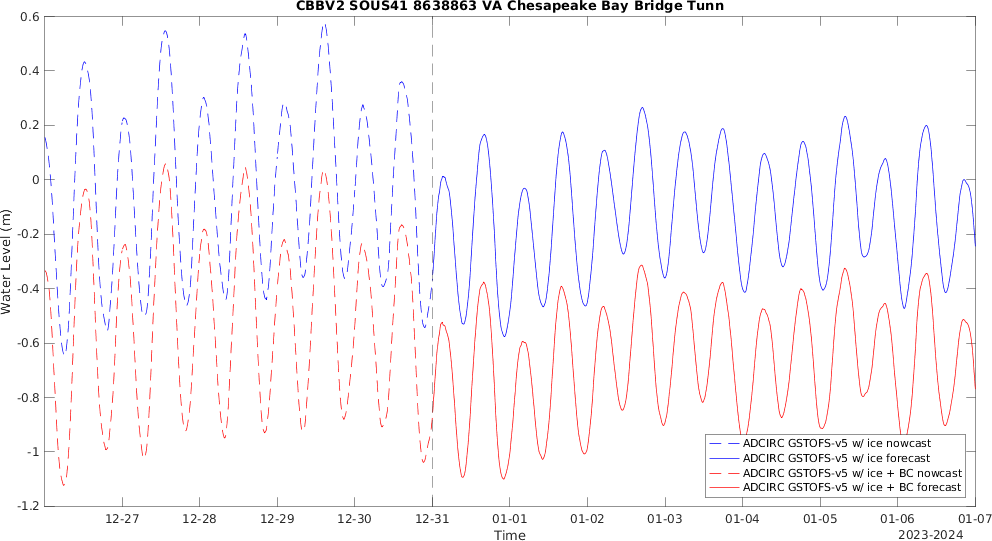 CBBV2 SOUS41 8638863 VA Chesapeake Bay Bridge Tunn
0.6
0.4
0.2
0
-0.2
-0.4
-0.6
-0.8
-1
-1.2
Water Level (m)
12-27 12-28 12-29 12-30 12-31 01-01 01-02 01-03 01-04 01-05 01-06 01-07
Time
2023-2024
ADCIRC GSTOFS-v5 w/ ice nowcast
ADCIRC GSTOFS-v5 w/ ice forecast
ADCIRC GSTOFS-v5 w/ ice + BC nowcast
ADCIRC GSTOFS-v5 w/ ice + BC forecast